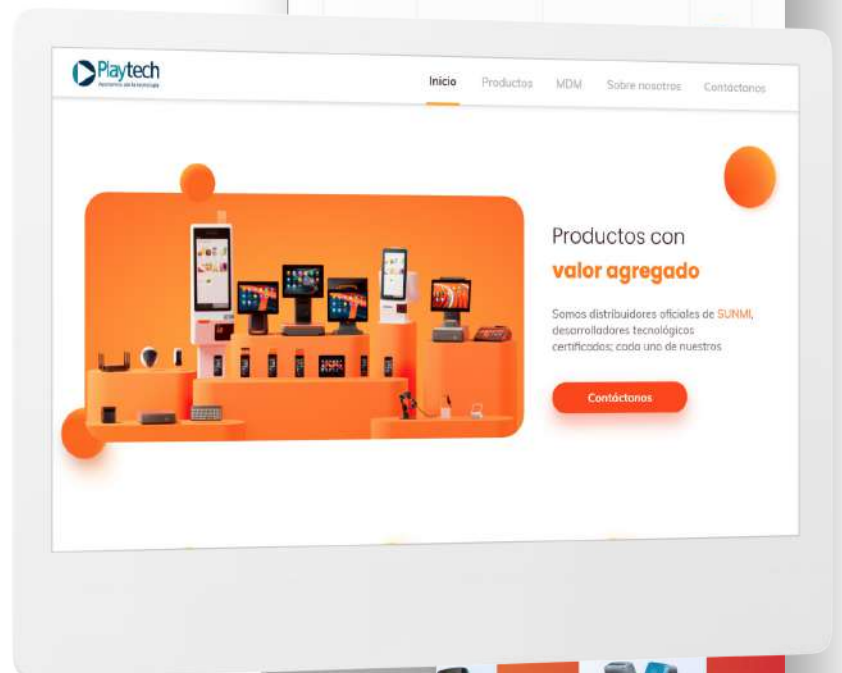 Playtech
Inicio Productos MDM Sobre nosotros Contáctanos
Productos con
valor agregado
Somos distribuidores oficiales de SUNMI,
desarrolladores tecnológicos
certificados; cada uno de nuestros
Contáctanos